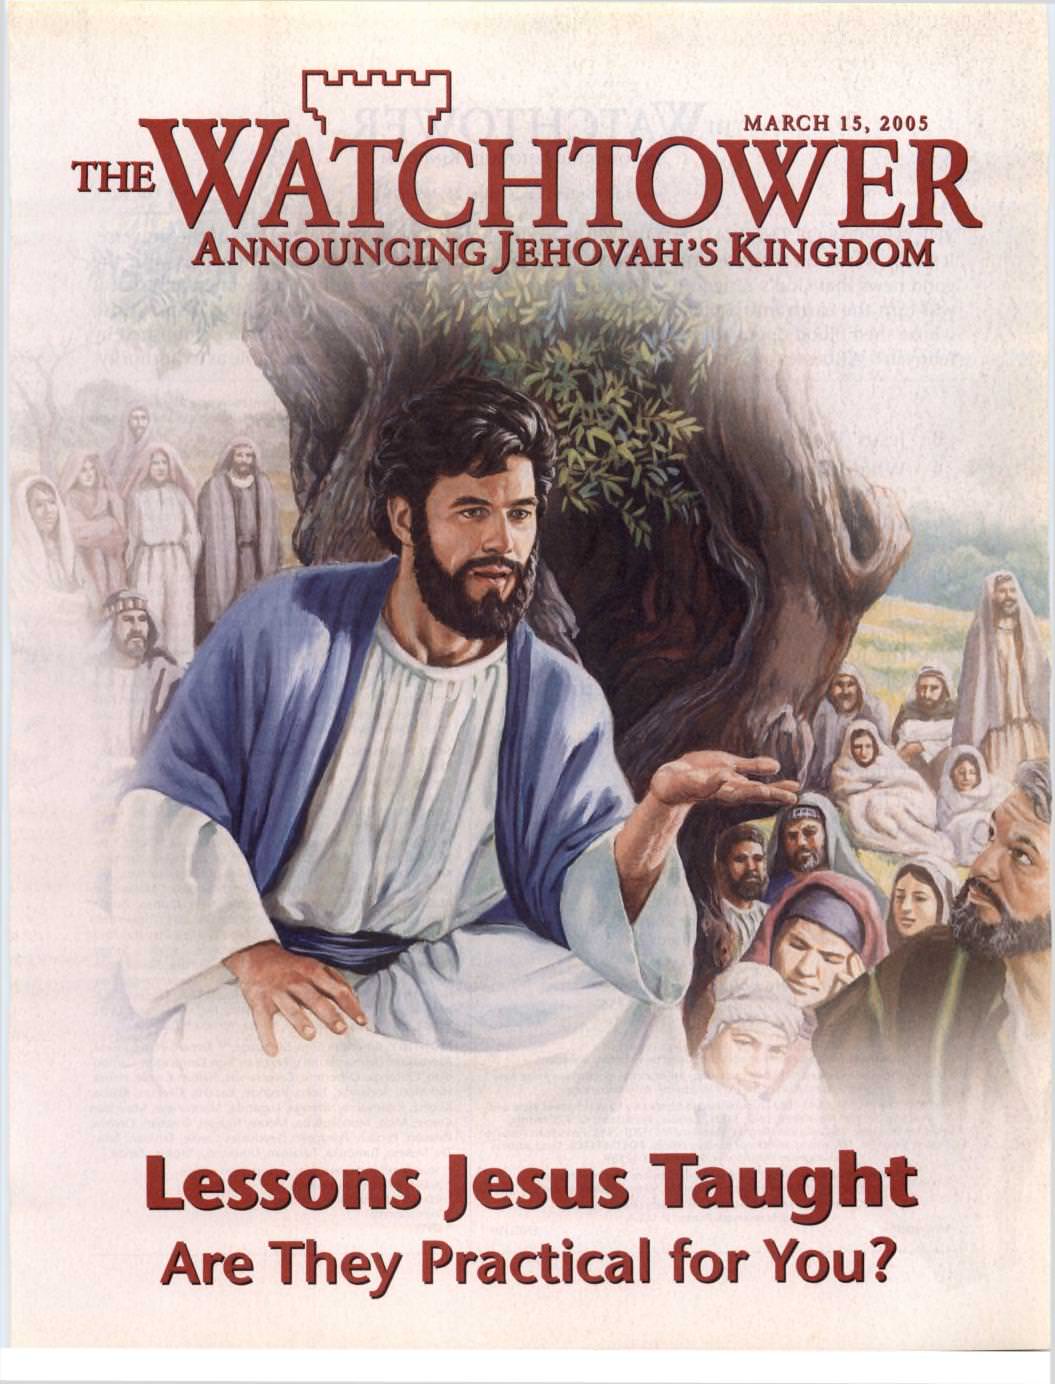 MARCH 15, 2005
THE WATCHTOWER
ANNOUNCING JEHOVAH'S KINGDOM
Lessons Jesus Taught
Are They Practical for You?